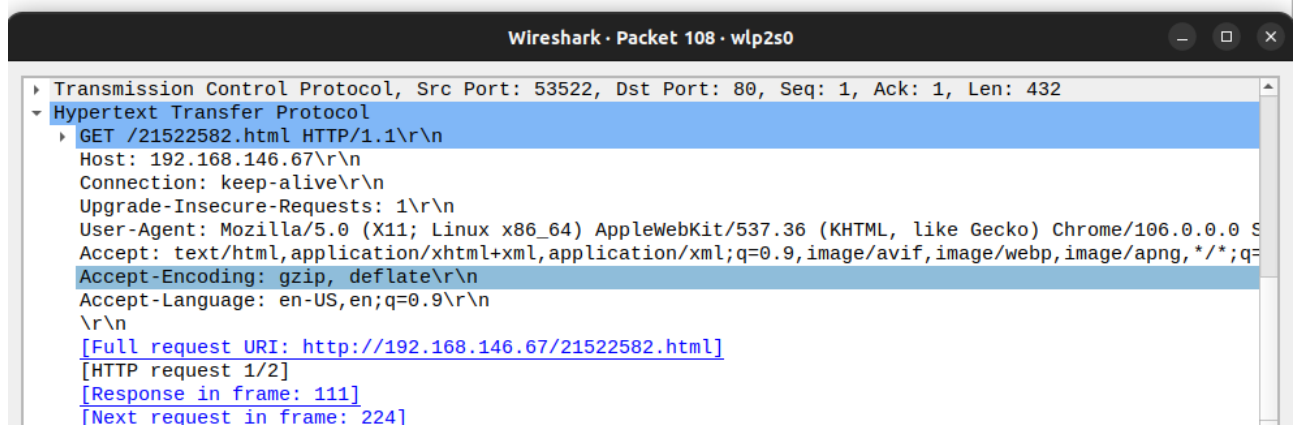 Wireshark · Packet 108 · wlp2s0
Transmission Control Protocol, Src Port: 53522, Dst Port: 80, Seq: 1, Ack: 1, Len: 432
Hypertext Transfer Protocol
GET /21522582.html HTTP/1.1\r\n
Host: 192.168.146.67\r\n
Connection: keep-alive\r\n
Upgrade-Insecure-Requests: 1\r\n
User-Agent: Mozilla/5.0 (X11; Linux x86_64) AppleWebKit/537.36 (KHTML, like Gecko) Chrome/106.0.0.0 S
Accept: text/html,application/xhtml+xml,application/xml;q=0.9,image/avif,image/webp,image/apng,*/*;q=
Accept-Encoding: gzip, deflate\r\n
Accept-Language: en-US,en;q=0.9\r\n
\r\n
[Full request URI: http://192.168.146.67/21522582.html]
[HTTP request 1/2]
[Response in frame: 111]
[Next request in frame: 224]